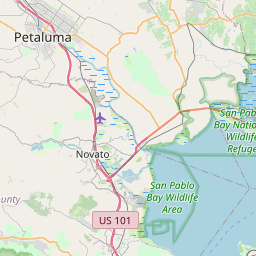 Petaluma
San Pablo
Bay National
Wildlife
Refuge
Novato
San Pablo
Bay Wildlife
Area
County
US 101